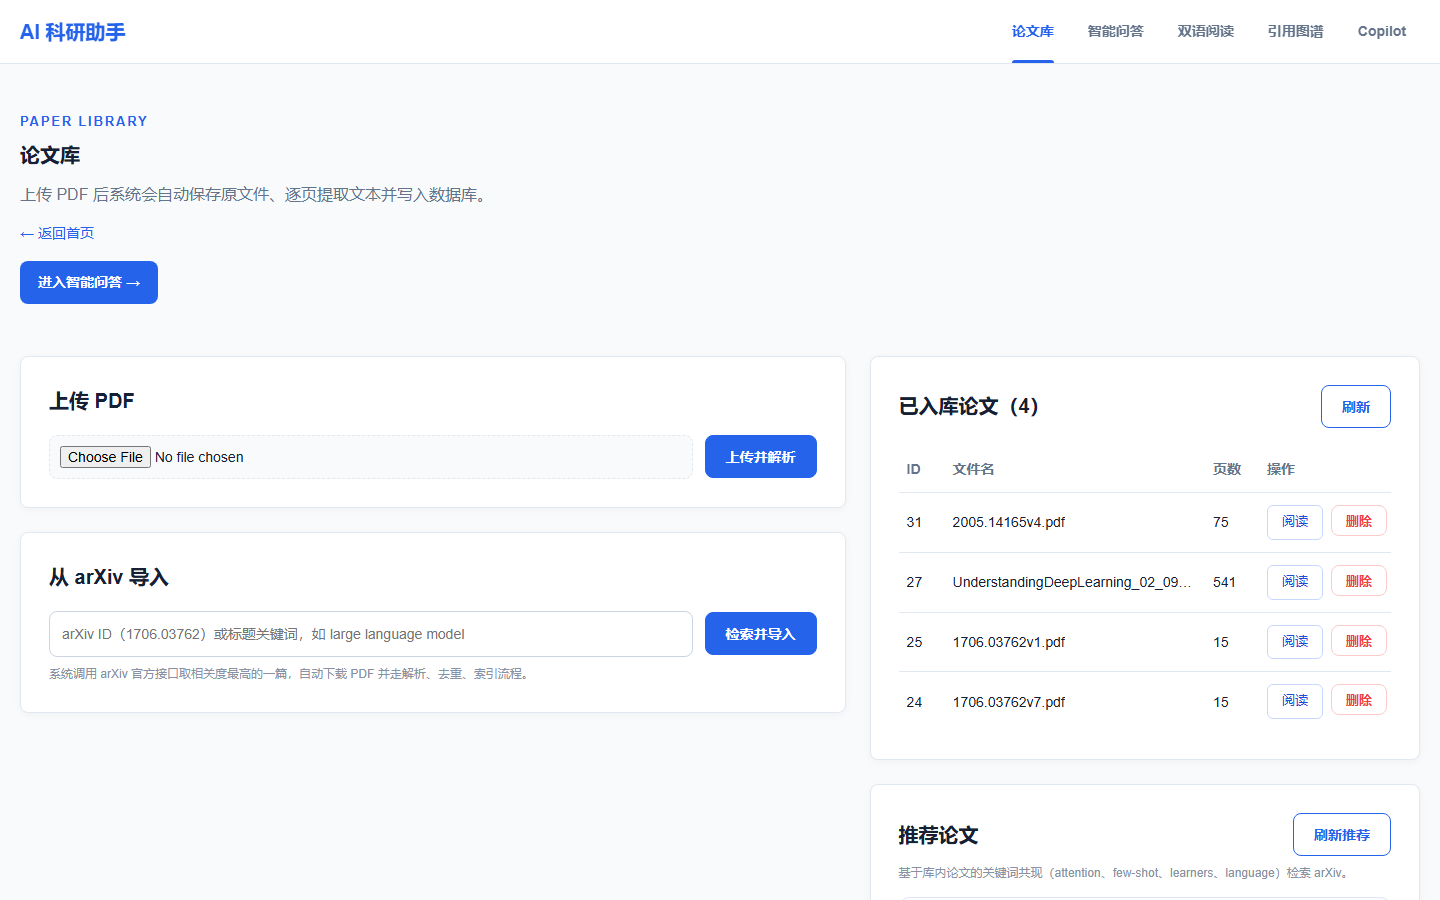 AI 科研助手
论文库 智能问答 双语阅读 引用图谱 Copilot
PAPER LIBRARY
论文库
上传 PDF 后系统会自动保存原文件、逐页提取文本并写入数据库。
← 返回首页
进入智能问答 →
上传 PDF
Choose File No file chosen
上传并解析
从 arXiv 导入
arXiv ID（1706.03762）或标题关键词，如 large language model
检索并导入
系统调用 arXiv 官方接口取相关度最高的一篇，自动下载 PDF 并走解析、去重、索引流程。
已入库论文（4）
刷新
ID 文件名 页数 操作
31 2005.14165v4.pdf 75 阅读 删除
27 UnderstandingDeepLearning_02_09... 541 阅读 删除
25 1706.03762v1.pdf 15 阅读 删除
24 1706.03762v7.pdf 15 阅读 删除
推荐论文
刷新推荐
基于库内论文的关键词共现（attention、few-shot、learners、language）检索 arXiv。